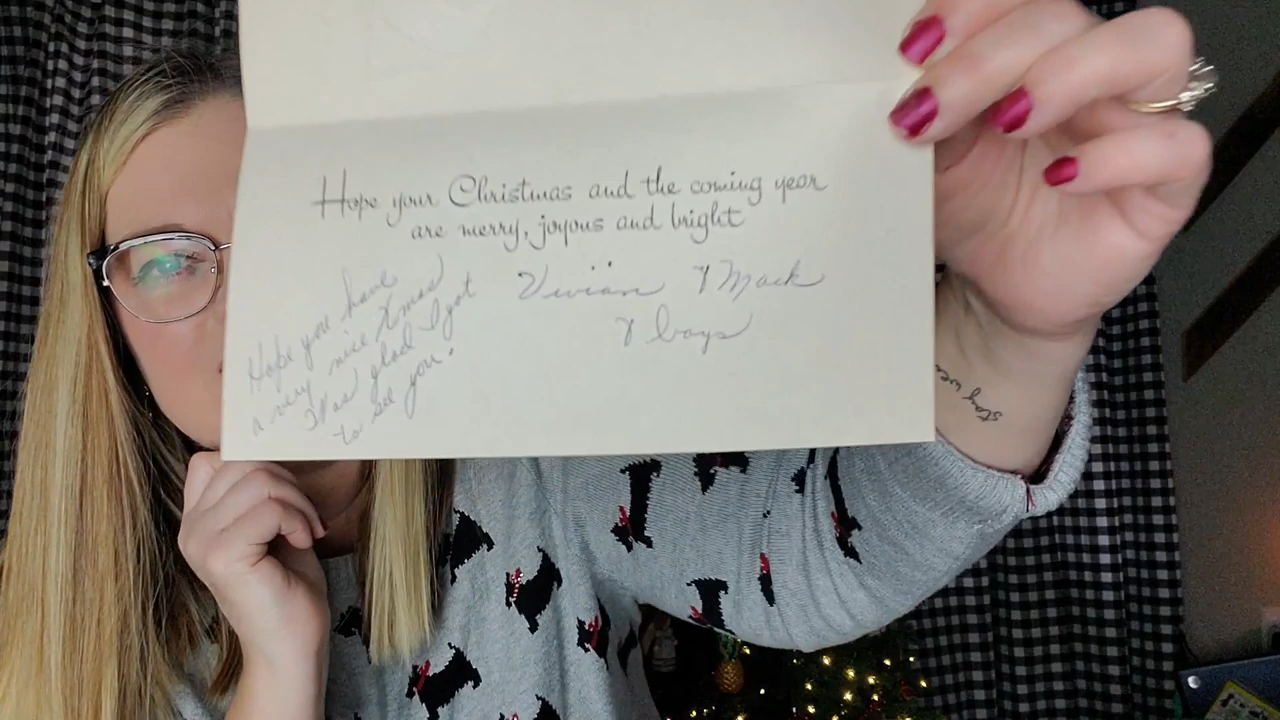 Hope your Christmas and the coming year
are merry, joyous and bright
Vivian & Mack
& boys
Hope you have
a very nice Xmas
Was glad I got
to see you.
stay